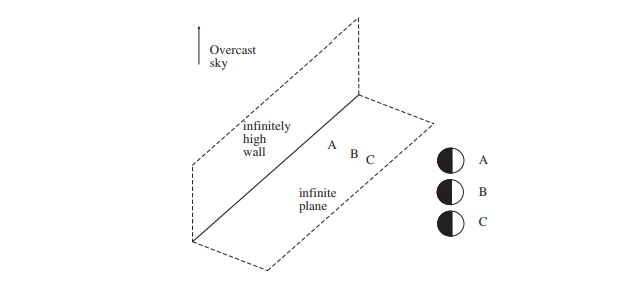 Overcast
sky
infinitely
high
wall
A
B
C
infinite
plane
A
B
C